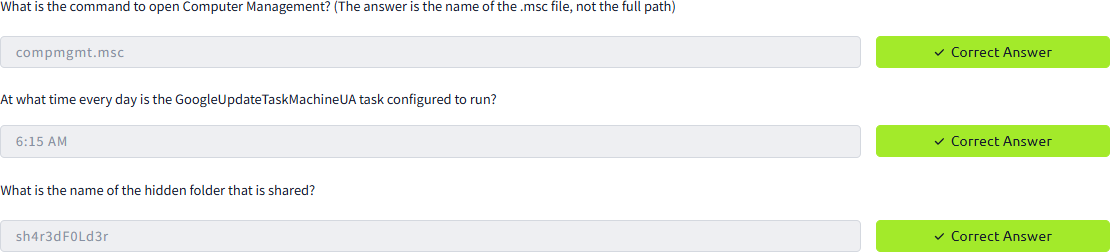 What is the command to open Computer Management? (The answer is the name of the .msc file, not the full path)
compmgmt.msc ✓ Correct Answer
At what time every day is the GoogleUpdateTaskMachineUA task configured to run?
6:15 AM ✓ Correct Answer
What is the name of the hidden folder that is shared?
sh4r3dF0Ld3r ✓ Correct Answer